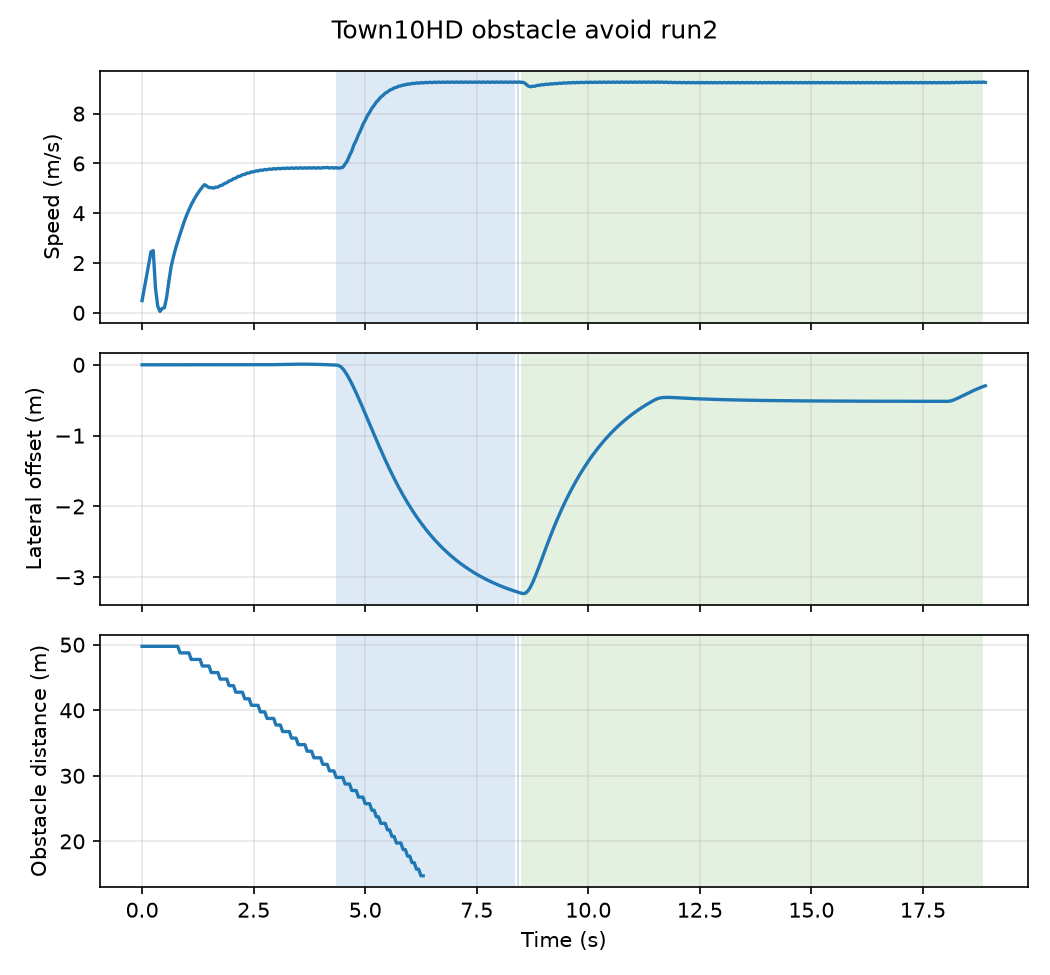 Town10HD obstacle avoid run2
Speed (m/s)
8
6
4
2
0
Lateral offset (m)
0
−1
−2
−3
Obstacle distance (m)
50
40
30
20
0.0 2.5 5.0 7.5 10.0 12.5 15.0 17.5
Time (s)